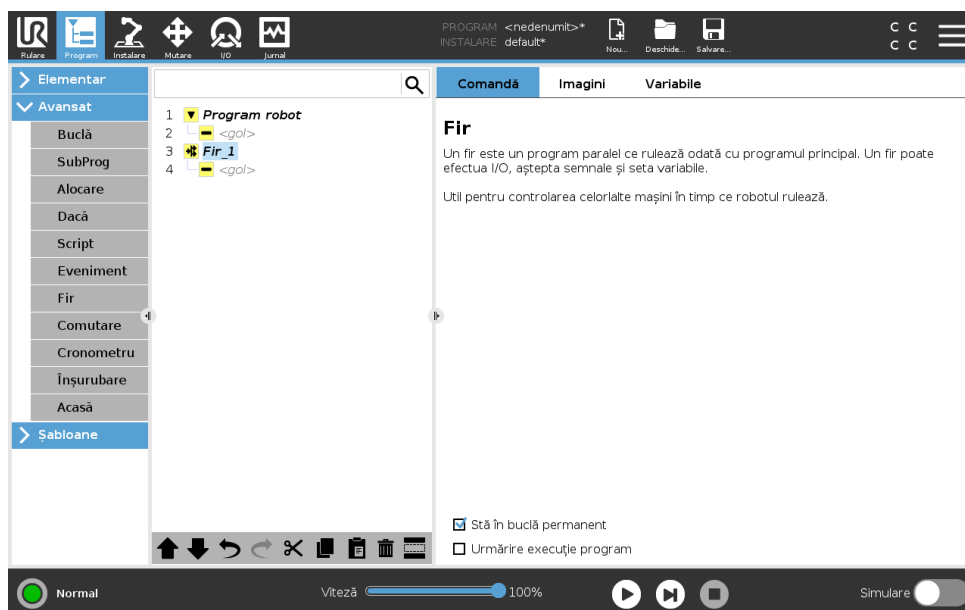 PROGRAM <nedenumit>*
INSTALARE default*
Rulare Program Instalare Mutare I/O Jurnal Nou... Deschide... Salvare...
C C
C C
Elementar
Avansat
Buclă
SubProg
Alocare
Dacă
Script
Eveniment
Fir
Comutare
Cronometru
Înșurubare
Acasă
Șabloane
1 Program robot
2 <gol>
3 Fir_1
4 <gol>
Comandă Imagini Variabile
Fir
Un fir este un program paralel ce rulează odată cu programul principal. Un fir poate
efectua I/O, aștepta semnale și seta variabile.
Util pentru controlarea celorlalte mașini în timp ce robotul rulează.
Stă în buclă permanent
Urmărire execuție program
Normal Viteză 100% Simulare